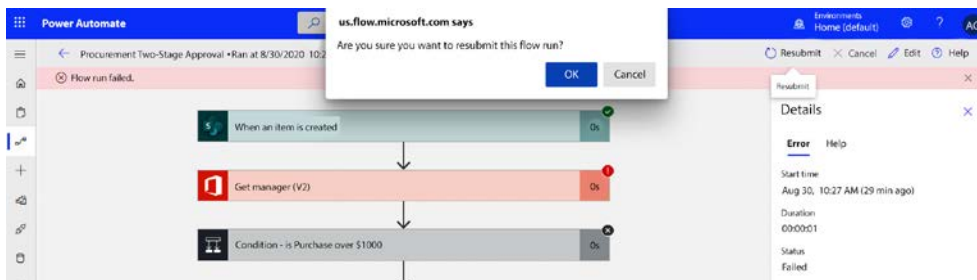 Power Automate
us.flow.microsoft.com says
Are you sure you want to resubmit this flow run?
OK
Cancel
Environments
Home (default)
?
AC
Procurement Two-Stage Approval • Ran at 8/30/2020 10:2
Resubmit
Cancel
Edit
Help
Flow run failed.
Resubmit
When an item is created
0s
Get manager (V2)
0s
Condition - is Purchase over $1000
0s
Details
Error
Help
Start time
Aug 30, 10:27 AM (29 min ago)
Duration
00:00:01
Status
Failed